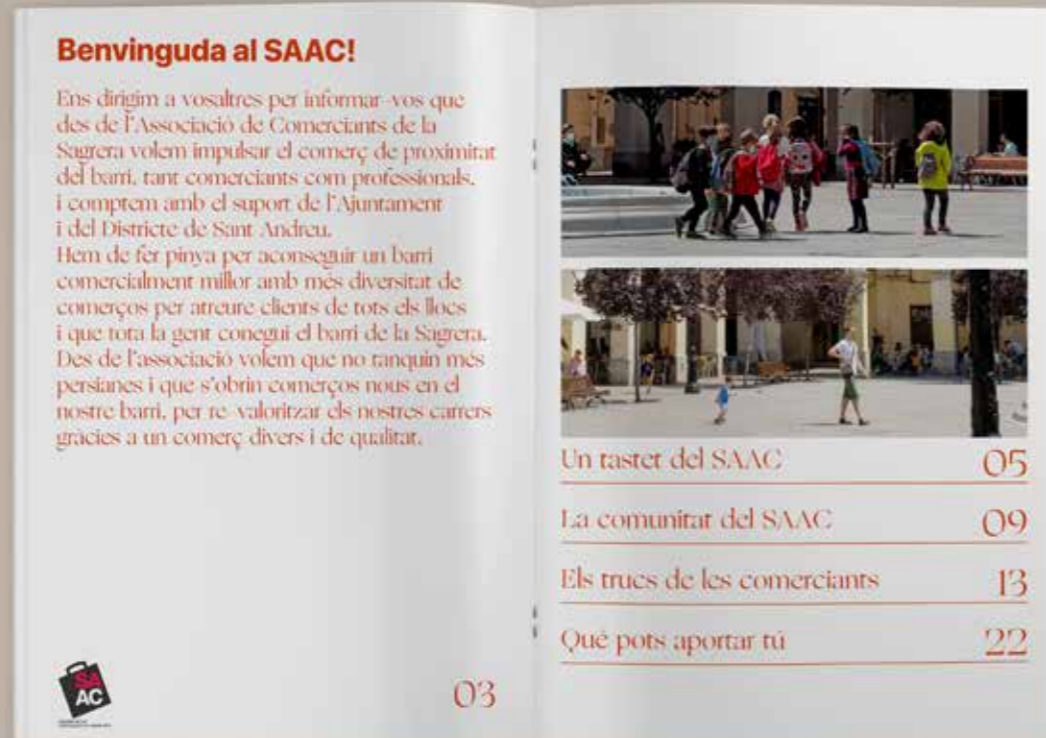 Benvinguda al SAAC!
Ens dirigim a vosaltres per informar-vos que
des de l'Associació de Comerciants de la
Sagrera volem impulsar el comerç de proximitat
del barri, tant comerciants com professionals,
i comptem amb el suport de l'Ajuntament
i del Districte de Sant Andreu.
Hem de fer pinya per aconseguir un barri
comercialment millor amb més diversitat de
comerços per atreure clients de tots els llocs
i que tota la gent conegui el barri de la Sagrera.
Des de l'associació volem que no tanquin més
persianes i que s'obrin comerços nous en el
nostre barri, per re-valoritzar els nostres carrers
gràcies a un comerç divers i de qualitat.
SA
AC
03
Un tastet del SAAC 05
La comunitat del SAAC 09
Els trucs de les comerciants 13
Qué pots aportar tú 22